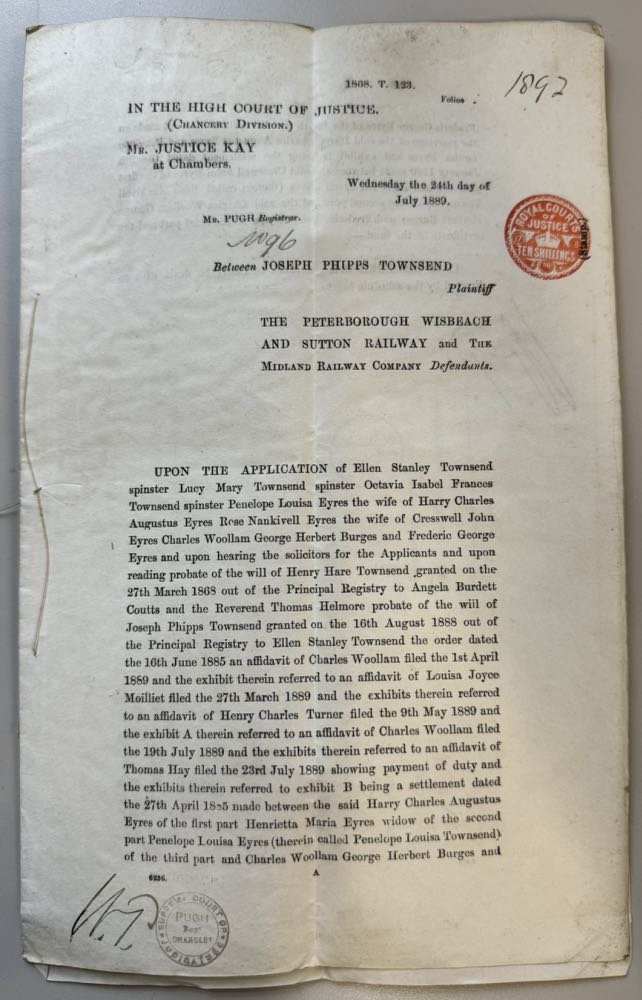 1868. T. 123.
Folios
1892
IN THE HIGH COURT OF JUSTICE.
(CHANCERY DIVISION.)
MR. JUSTICE KAY
at Chambers.
Wednesday the 24th day of
July 1889.
MR. PUGH Registrar.
ROYAL COURTS
OF
JUSTICE
TEN SHILLINGS
Between JOSEPH PHIPPS TOWNSEND
Plaintiff
THE PETERBOROUGH WISBEACH
AND SUTTON RAILWAY and THE
MIDLAND RAILWAY COMPANY Defendants.
UPON THE APPLICATION of Ellen Stanley Townsend
spinster Lucy Mary Townsend spinster Octavia Isabel Frances
Townsend spinster Penelope Louisa Eyres the wife of Harry Charles
Augustus Eyres Rose Nankivell Eyres the wife of Cresswell John
Eyres Charles Woollam George Herbert Burges and Frederic George
Eyres and upon hearing the solicitors for the Applicants and upon
reading probate of the will of Henry Hare Townsend granted on the
27th March 1868 out of the Principal Registry to Angela Burdett
Coutts and the Reverend Thomas Helmore probate of the will of
Joseph Phipps Townsend granted on the 16th August 1888 out of
the Principal Registry to Ellen Stanley Townsend the order dated
the 16th June 1885 an affidavit of Charles Woollam filed the 1st April
1889 and the exhibit therein referred to an affidavit of Louisa Joyce
Moilliet filed the 27th March 1889 and the exhibits therein referred
to an affidavit of Henry Charles Turner filed the 9th May 1889 and
the exhibit A therein referred to an affidavit of Charles Woollam filed
the 19th July 1889 and the exhibits therein referred to an affidavit of
Thomas Hay filed the 23rd July 1889 showing payment of duty and
the exhibits therein referred to exhibit B being a settlement dated
the 27th April 1885 made between the said Harry Charles Augustus
Eyres of the first part Henrietta Maria Eyres widow of the second
part Penelope Louisa Eyres (therein called Penelope Louisa Townsend)
of the third part and Charles Woollam George Herbert Burges and
6236.
A
SUPREME COURT OF
PUGH
JUDICATURE